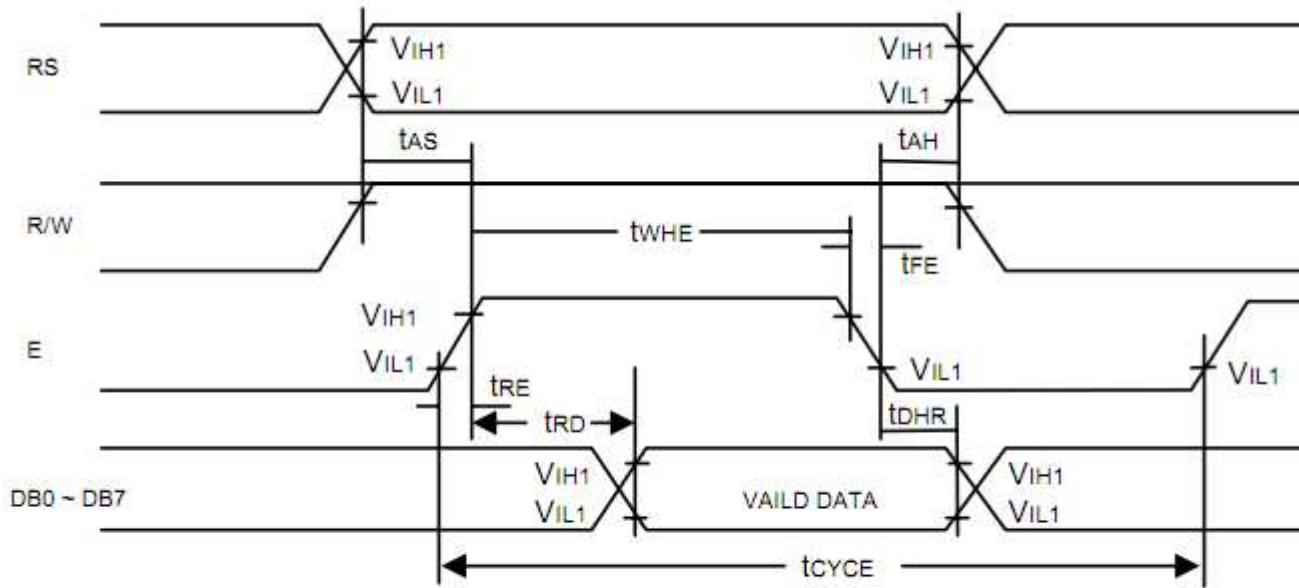 RS
VIH1
VIH1
VIL1
VIL1
tAS
tAH
R/W
tWHE
tFE
VIH1
E
VIL1
VIL1
VIL1
tRE
tRD
tDHR
VIH1
VIH1
DB0 ~ DB7
VAILD DATA
VIL1
VIL1
tCYCE